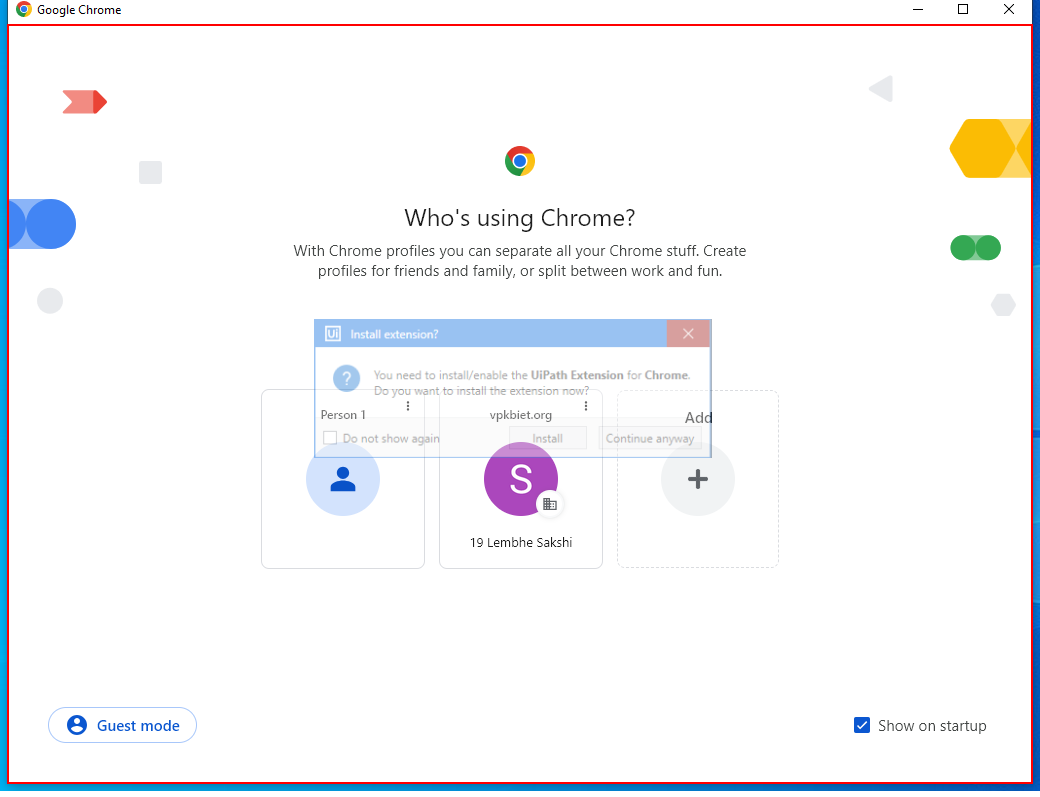 Google Chrome
Who's using Chrome?
With Chrome profiles you can separate all your Chrome stuff. Create
profiles for friends and family, or split between work and fun.
Ui Install extension?
?
You need to install/enable the UiPath Extension for Chrome.
Do you want to install the extension now?
Person 1
vpkbiet.org
Add
Do not show again
Install
Continue anyway
S
19 Lembhe Sakshi
Guest mode
Show on startup